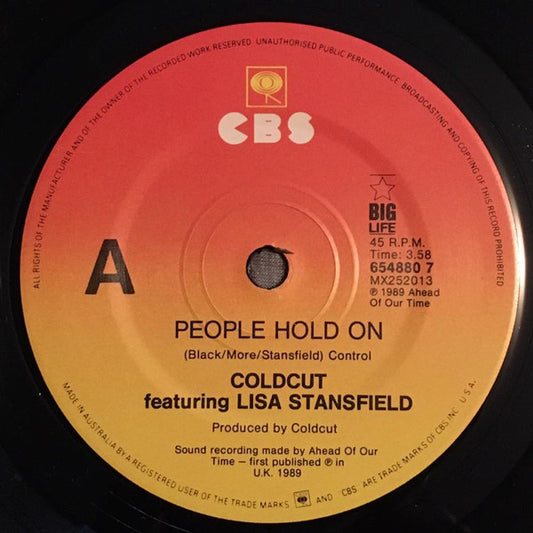 ALL RIGHTS OF THE MANUFACTURER AND OF THE OWNER OF THE RECORDED WORK RESERVED. UNAUTHORISED PUBLIC PERFORMANCE, BROADCASTING AND COPYING OF THIS RECORD PROHIBITED
CBS
BIG
LIFE
45 R.P.M.
Time: 3.58
654880 7
MX252013
℗ 1989 Ahead
Of Our Time
A
PEOPLE HOLD ON
(Black/More/Stansfield) Control
COLDCUT
featuring LISA STANSFIELD
Produced by Coldcut
Sound recording made by Ahead Of Our
Time – first published ℗ in
U.K. 1989
MADE IN AUSTRALIA BY A REGISTERED USER OF THE TRADE MARKS AND CBS ARE TRADE MARKS OF CBS INC. U.S.A.